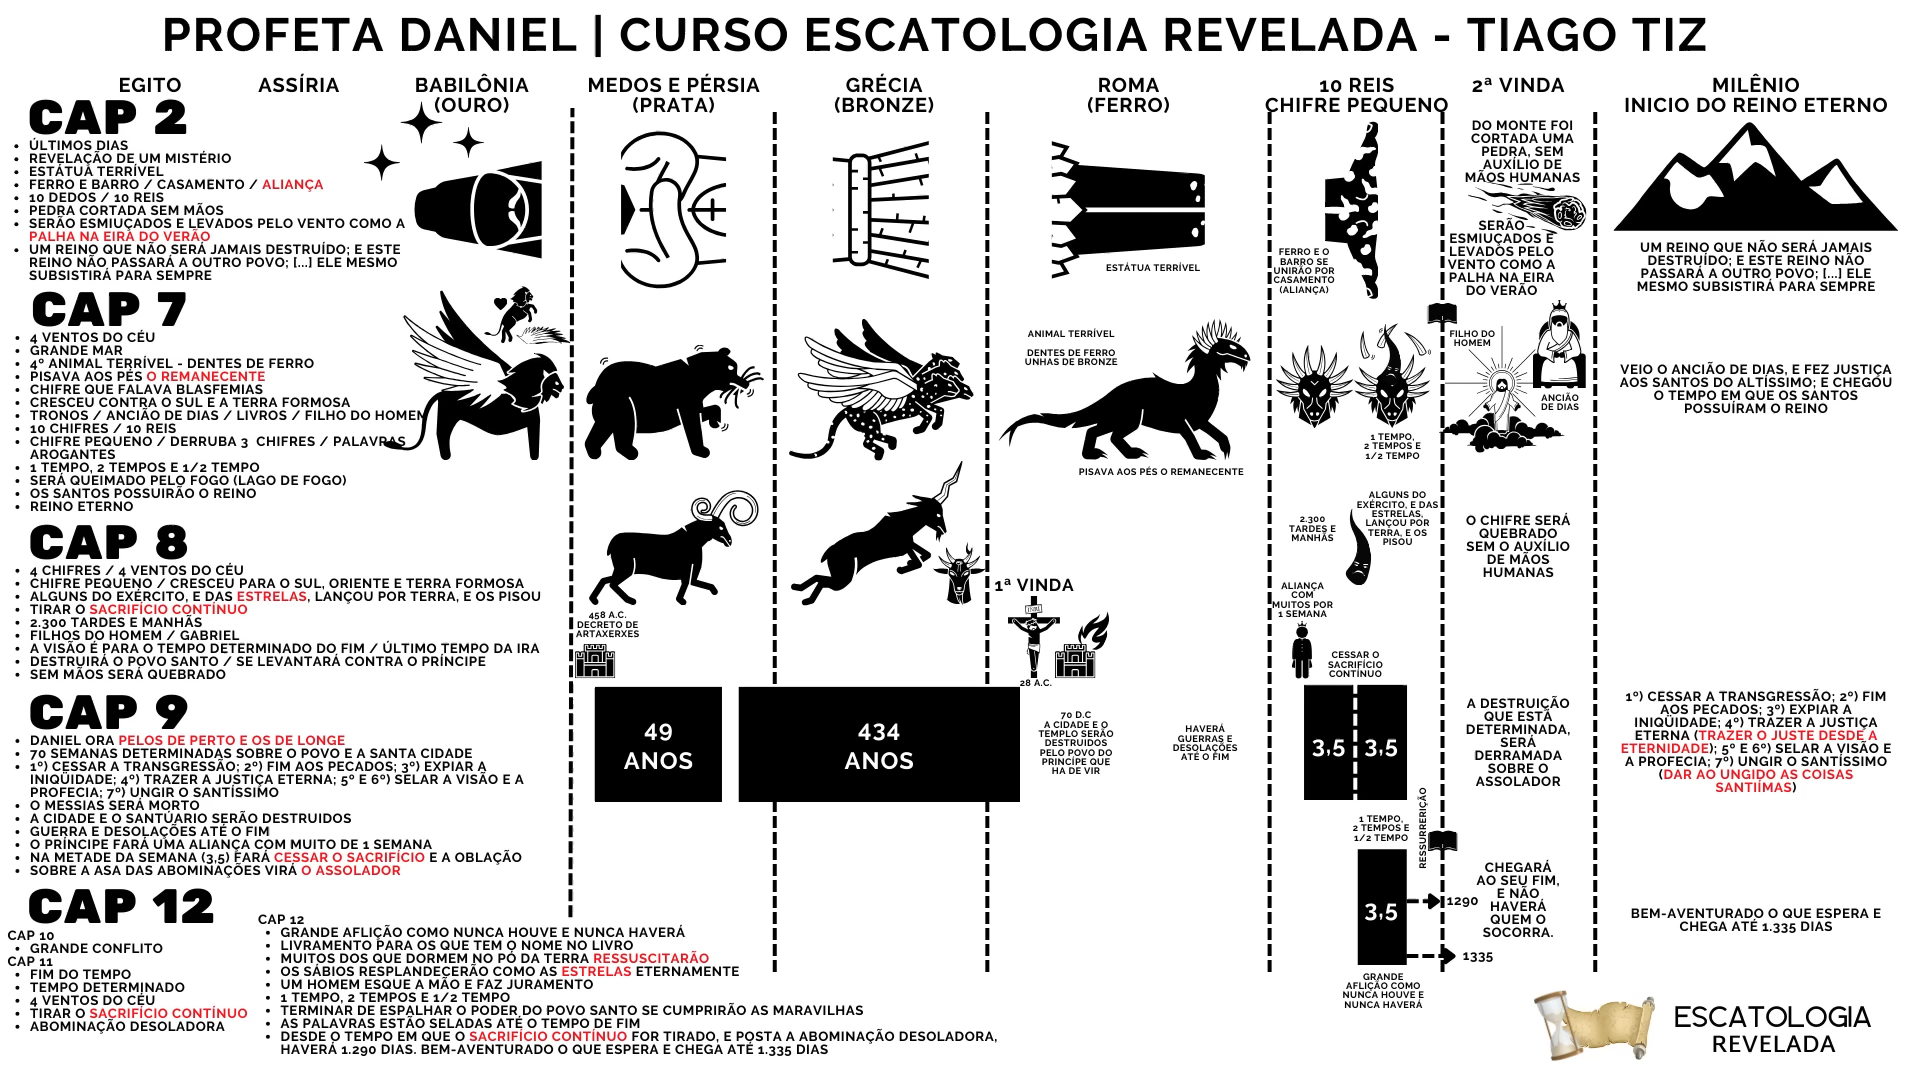 PROFETA DANIEL | CURSO ESCATOLOGIA REVELADA - TIAGO TIZ
EGITO
ASSÍRIA
BABILÔNIA
(OURO)
MEDOS E PÉRSIA
(PRATA)
GRÉCIA
(BRONZE)
ROMA
(FERRO)
10 REIS
CHIFRE PEQUENO
2ª VINDA
MILÊNIO
INICIO DO REINO ETERNO
CAP 2
• ÚLTIMOS DIAS
• REVELAÇÃO DE UM MISTÉRIO
• ESTÁTUA TERRÍVEL
• FERRO E BARRO / CASAMENTO / ALIANÇA
• 10 DEDOS / 10 REIS
• PEDRA CORTADA SEM MÃOS
• SERÃO ESMIUÇADOS E LEVADOS PELO VENTO COMO A
PALHA NA EIRA DO VERÃO
• UM REINO QUE NÃO SERÁ JAMAIS DESTRUÍDO; E ESTE
REINO NÃO PASSARÁ A OUTRO POVO; [...] ELE MESMO
SUBSISTIRÁ PARA SEMPRE
ESTÁTUA TERRÍVEL
FERRO E O
BARRO SE
UNIRÃO POR
CASAMENTO
(ALIANÇA)
DO MONTE FOI
CORTADA UMA
PEDRA, SEM
AUXÍLIO DE
MÃOS HUMANAS
SERÃO
ESMIUÇADOS E
LEVADOS PELO
VENTO COMO A
PALHA NA EIRA
DO VERÃO
UM REINO QUE NÃO SERÁ JAMAIS
DESTRUÍDO; E ESTE REINO NÃO
PASSARÁ A OUTRO POVO; [...] ELE
MESMO SUBSISTIRÁ PARA SEMPRE
CAP 7
• 4 VENTOS DO CÉU
• GRANDE MAR
• 4º ANIMAL TERRÍVEL - DENTES DE FERRO
• PISAVA AOS PÉS O REMANECENTE
• CHIFRE QUE FALAVA BLASFEMIAS
• CRESCEU CONTRA O SUL E A TERRA FORMOSA
• TRONOS / ANCIÃO DE DIAS / LIVROS / FILHO DO HOMEN
• 10 CHIFRES / 10 REIS
• CHIFRE PEQUENO / DERRUBA 3 CHIFRES / PALAVRAS
AROGANTES
• 1 TEMPO, 2 TEMPOS E 1/2 TEMPO
• SERÁ QUEIMADO PELO FOGO (LAGO DE FOGO)
• OS SANTOS POSSUIRÃO O REINO
• REINO ETERNO
ANIMAL TERRÍVEL
DENTES DE FERRO
UNHAS DE BRONZE
PISAVA AOS PÉS O REMANECENTE
1 TEMPO,
2 TEMPOS E
1/2 TEMPO
FILHO DO
HOMEM
ANCIÃO
DE DIAS
VEIO O ANCIÃO DE DIAS, E FEZ JUSTIÇA
AOS SANTOS DO ALTÍSSIMO; E CHEGOU
O TEMPO EM QUE OS SANTOS
POSSUÍRAM O REINO
CAP 8
• 4 CHIFRES / 4 VENTOS DO CÉU
• CHIFRE PEQUENO / CRESCEU PARA O SUL, ORIENTE E TERRA FORMOSA
• ALGUNS DO EXÉRCITO, E DAS ESTRELAS, LANÇOU POR TERRA, E OS PISOU
• TIRAR O SACRIFÍCIO CONTÍNUO
• 2.300 TARDES E MANHÃS
• FILHOS DO HOMEM / GABRIEL
• A VISÃO É PARA O TEMPO DETERMINADO DO FIM / ÚLTIMO TEMPO DA IRA
• DESTRUIRÁ O POVO SANTO / SE LEVANTARÁ CONTRA O PRÍNCIPE
• SEM MÃOS SERÁ QUEBRADO
458 A.C.
DECRETO DE
ARTAXERXES
1ª VINDA
INRI
28 A.C.
2.300
TARDES E
MANHÃS
ALGUNS DO
EXÉRCITO, E DAS
ESTRELAS,
LANÇOU POR
TERRA, E OS
PISOU
ALIANÇA
COM
MUITOS POR
1 SEMANA
CESSAR O
SACRIFÍCIO
CONTÍNUO
O CHIFRE SERÁ
QUEBRADO
SEM O AUXÍLIO
DE MÃOS
HUMANAS
CAP 9
• DANIEL ORA PELOS DE PERTO E OS DE LONGE
• 70 SEMANAS DETERMINADAS SOBRE O POVO E A SANTA CIDADE
• 1º) CESSAR A TRANSGRESSÃO; 2º) FIM AOS PECADOS; 3º) EXPIAR A
INIQÜIDADE; 4º) TRAZER A JUSTIÇA ETERNA; 5º E 6º) SELAR A VISÃO E A
PROFECIA; 7º) UNGIR O SANTÍSSIMO
• O MESSIAS SERÁ MORTO
• A CIDADE E O SANTUÁRIO SERÃO DESTRUIDOS
• GUERRA E DESOLAÇÕES ATÉ O FIM
• O PRÍNCIPE FARÁ UMA ALIANÇA COM MUITO DE 1 SEMANA
• NA METADE DA SEMANA (3,5) FARÁ CESSAR O SACRIFÍCIO E A OBLAÇÃO
• SOBRE A ASA DAS ABOMINAÇÕES VIRÁ O ASSOLADOR
49
ANOS
434
ANOS
70 D.C
A CIDADE E O
TEMPLO SERÃO
DESTRUIDOS
PELO POVO DO
PRINCÍPE QUE
HA DE VIR
HAVERÁ
GUERRAS E
DESOLAÇÕES
ATÉ O FIM
3,5
3,5
A DESTRUIÇÃO
QUE ESTÁ
DETERMINADA,
SERÁ
DERRAMADA
SOBRE O
ASSOLADOR
1º) CESSAR A TRANSGRESSÃO; 2º) FIM
AOS PECADOS; 3º) EXPIAR A
INIQÜIDADE; 4º) TRAZER A JUSTIÇA
ETERNA (TRAZER O JUSTE DESDE A
ETERNIDADE); 5º E 6º) SELAR A VISÃO E
A PROFECIA; 7º) UNGIR O SANTÍSSIMO
(DAR AO UNGIDO AS COISAS
SANTIÍMAS)
1 TEMPO,
2 TEMPOS E
1/2 TEMPO
RESSURRERIÇÃO
3,5
1290
1335
GRANDE
AFLIÇÃO COMO
NUNCA HOUVE E
NUNCA HAVERÁ
CHEGARÁ
AO SEU FIM,
E NÃO
HAVERÁ
QUEM O
SOCORRA.
BEM-AVENTURADO O QUE ESPERA E
CHEGA ATÉ 1.335 DIAS
CAP 12
CAP 10
• GRANDE CONFLITO
CAP 11
• FIM DO TEMPO
• TEMPO DETERMINADO
• 4 VENTOS DO CÉU
• TIRAR O SACRIFÍCIO CONTÍNUO
• ABOMINAÇÃO DESOLADORA
CAP 12
• GRANDE AFLIÇÃO COMO NUNCA HOUVE E NUNCA HAVERÁ
• LIVRAMENTO PARA OS QUE TEM O NOME NO LIVRO
• MUITOS DOS QUE DORMEM NO PÓ DA TERRA RESSUSCITARÃO
• OS SÁBIOS RESPLANDECERÃO COMO AS ESTRELAS ETERNAMENTE
• UM HOMEM ESQUE A MÃO E FAZ JURAMENTO
• 1 TEMPO, 2 TEMPOS E 1/2 TEMPO
• TERMINAR DE ESPALHAR O PODER DO POVO SANTO SE CUMPRIRÃO AS MARAVILHAS
• AS PALAVRAS ESTÃO SELADAS ATÉ O TEMPO DE FIM
• DESDE O TEMPO EM QUE O SACRIFÍCIO CONTÍNUO FOR TIRADO, E POSTA A ABOMINAÇÃO DESOLADORA,
HAVERÁ 1.290 DIAS. BEM-AVENTURADO O QUE ESPERA E CHEGA ATÉ 1.335 DIAS
ESCATOLOGIA
REVELADA